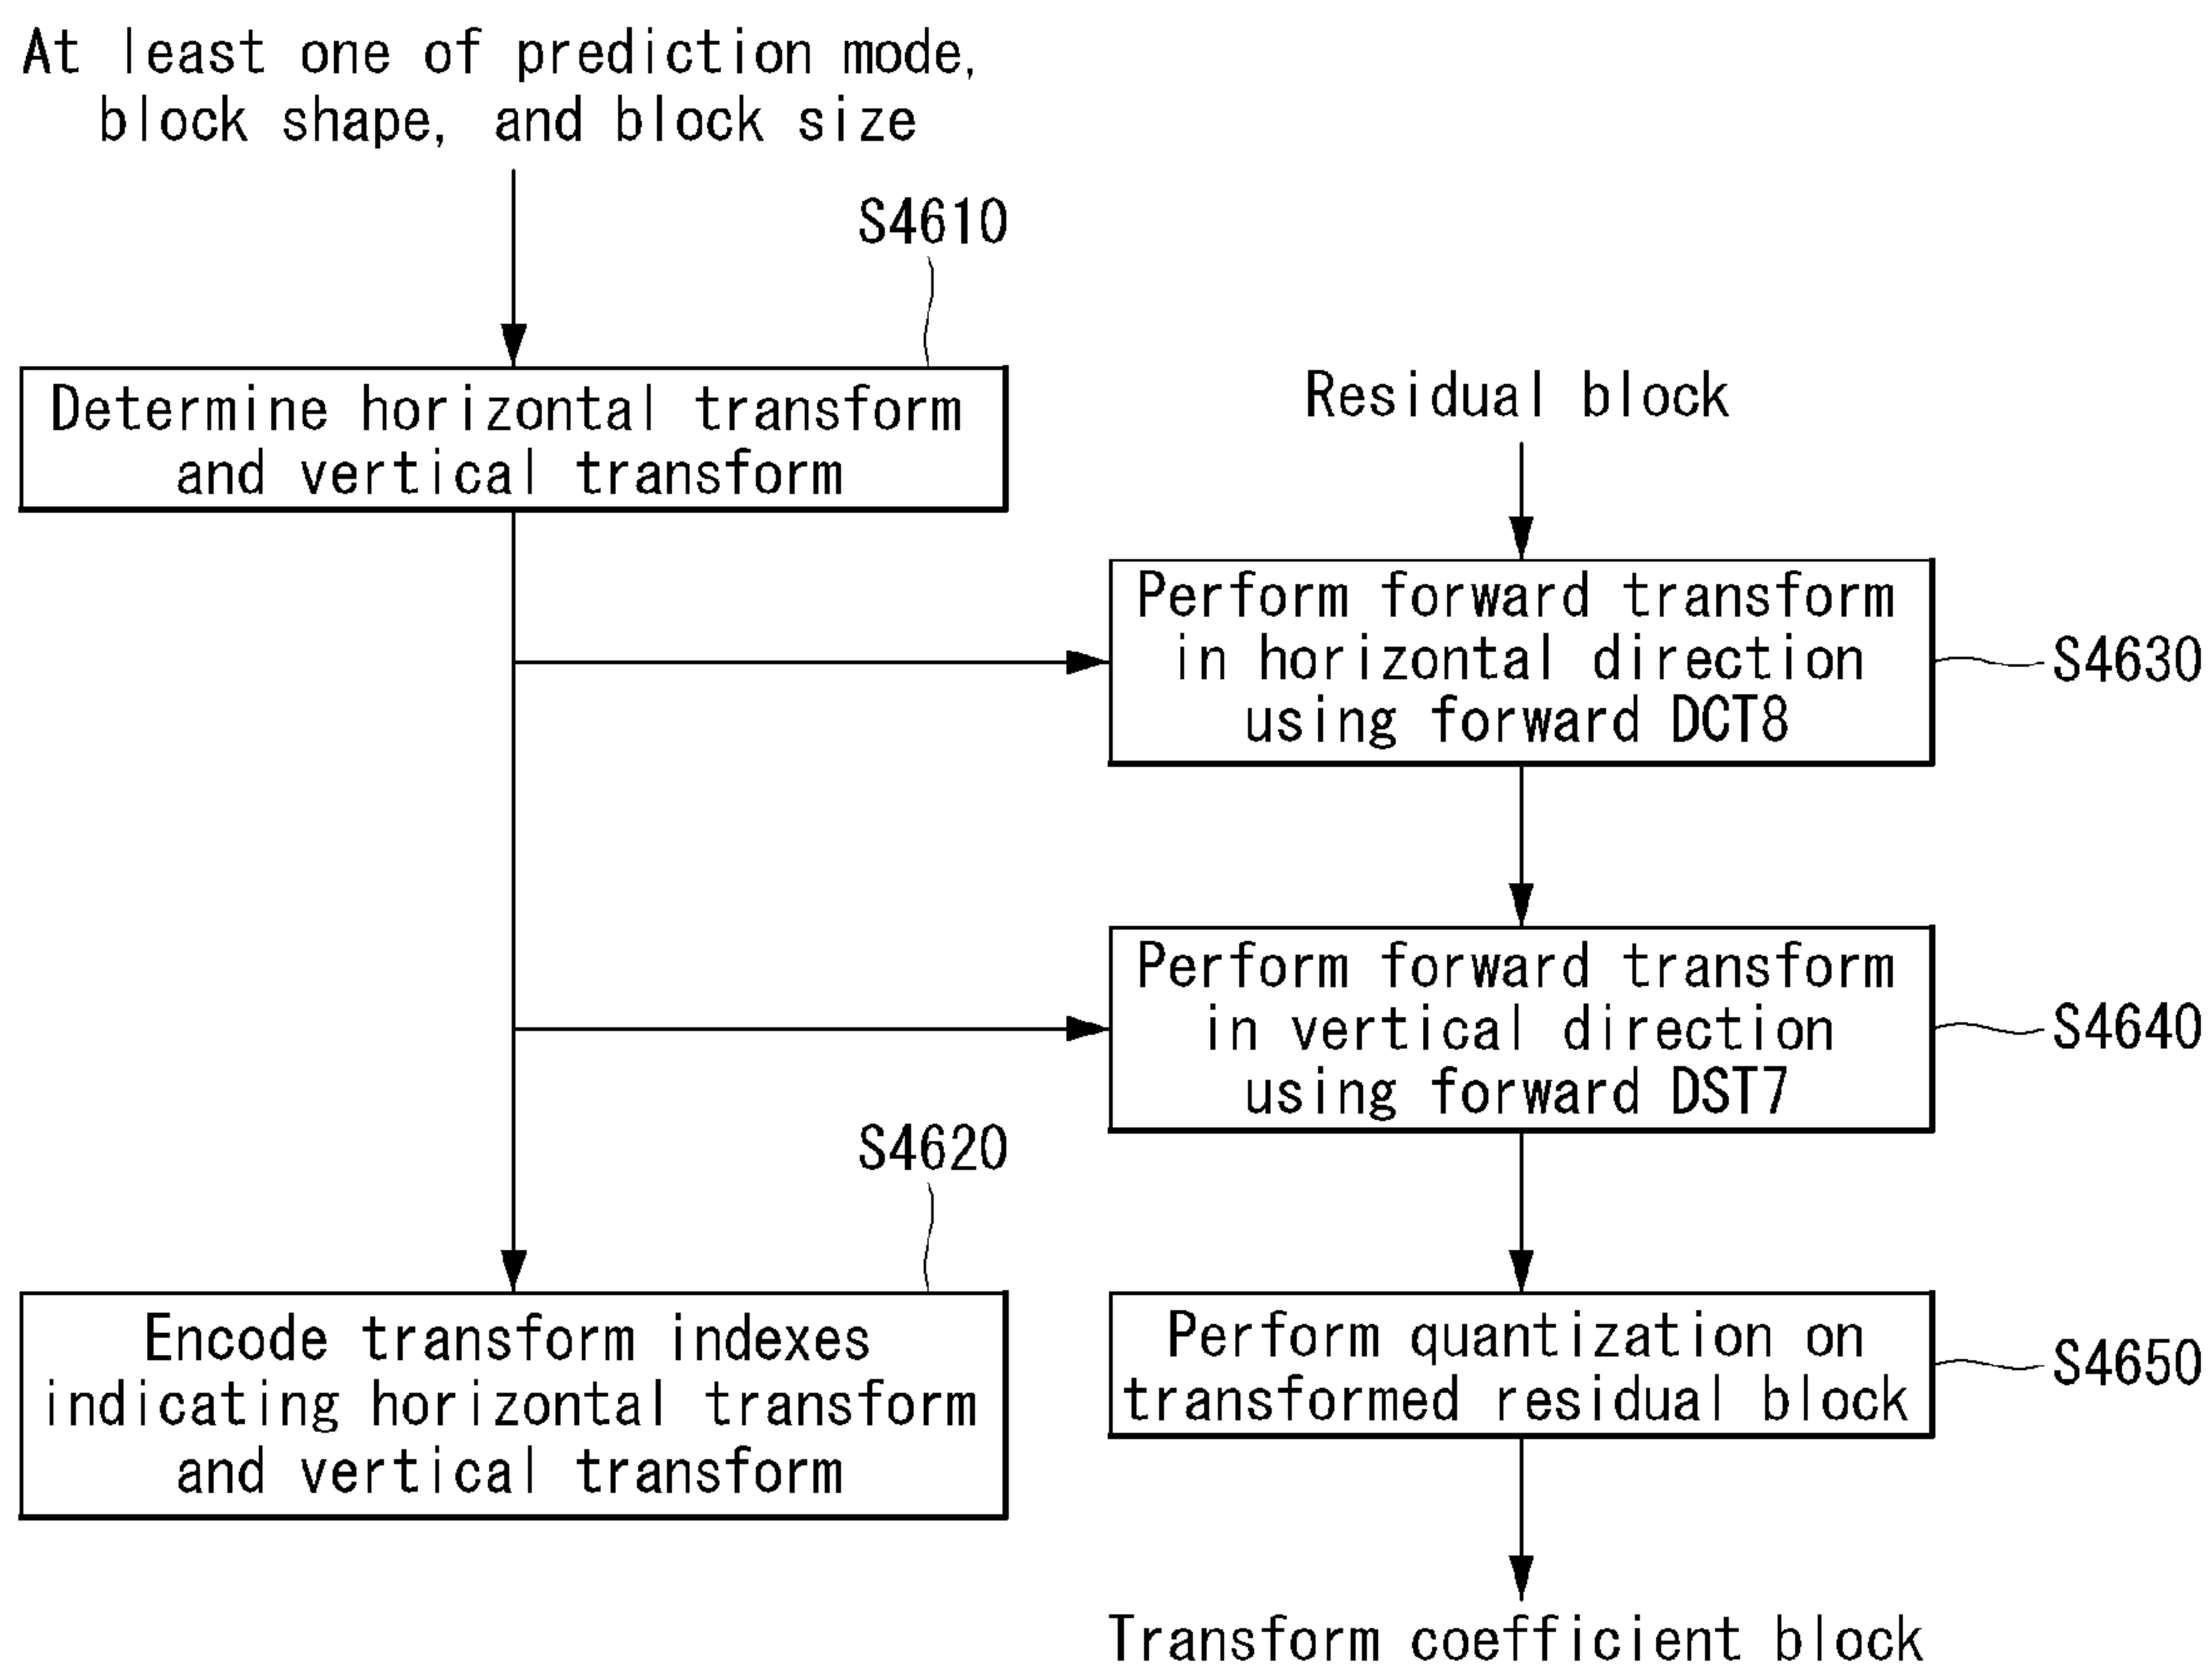 At least one of prediction mode,
block shape, and block size
S4610
Determine horizontal transform
and vertical transform
Residual block
Perform forward transform
in horizontal direction
using forward DCT8
S4630
Perform forward transform
in vertical direction
using forward DST7
S4640
S4620
Encode transform indexes
indicating horizontal transform
and vertical transform
Perform quantization on
transformed residual block
S4650
Transform coefficient block